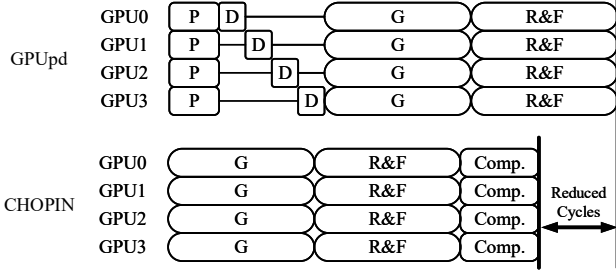 GPUpd
GPU0 P D G R&F
GPU1 P D G R&F
GPU2 P D G R&F
GPU3 P D G R&F
CHOPIN
GPU0 G R&F Comp.
GPU1 G R&F Comp.
GPU2 G R&F Comp.
GPU3 G R&F Comp.
Reduced
Cycles